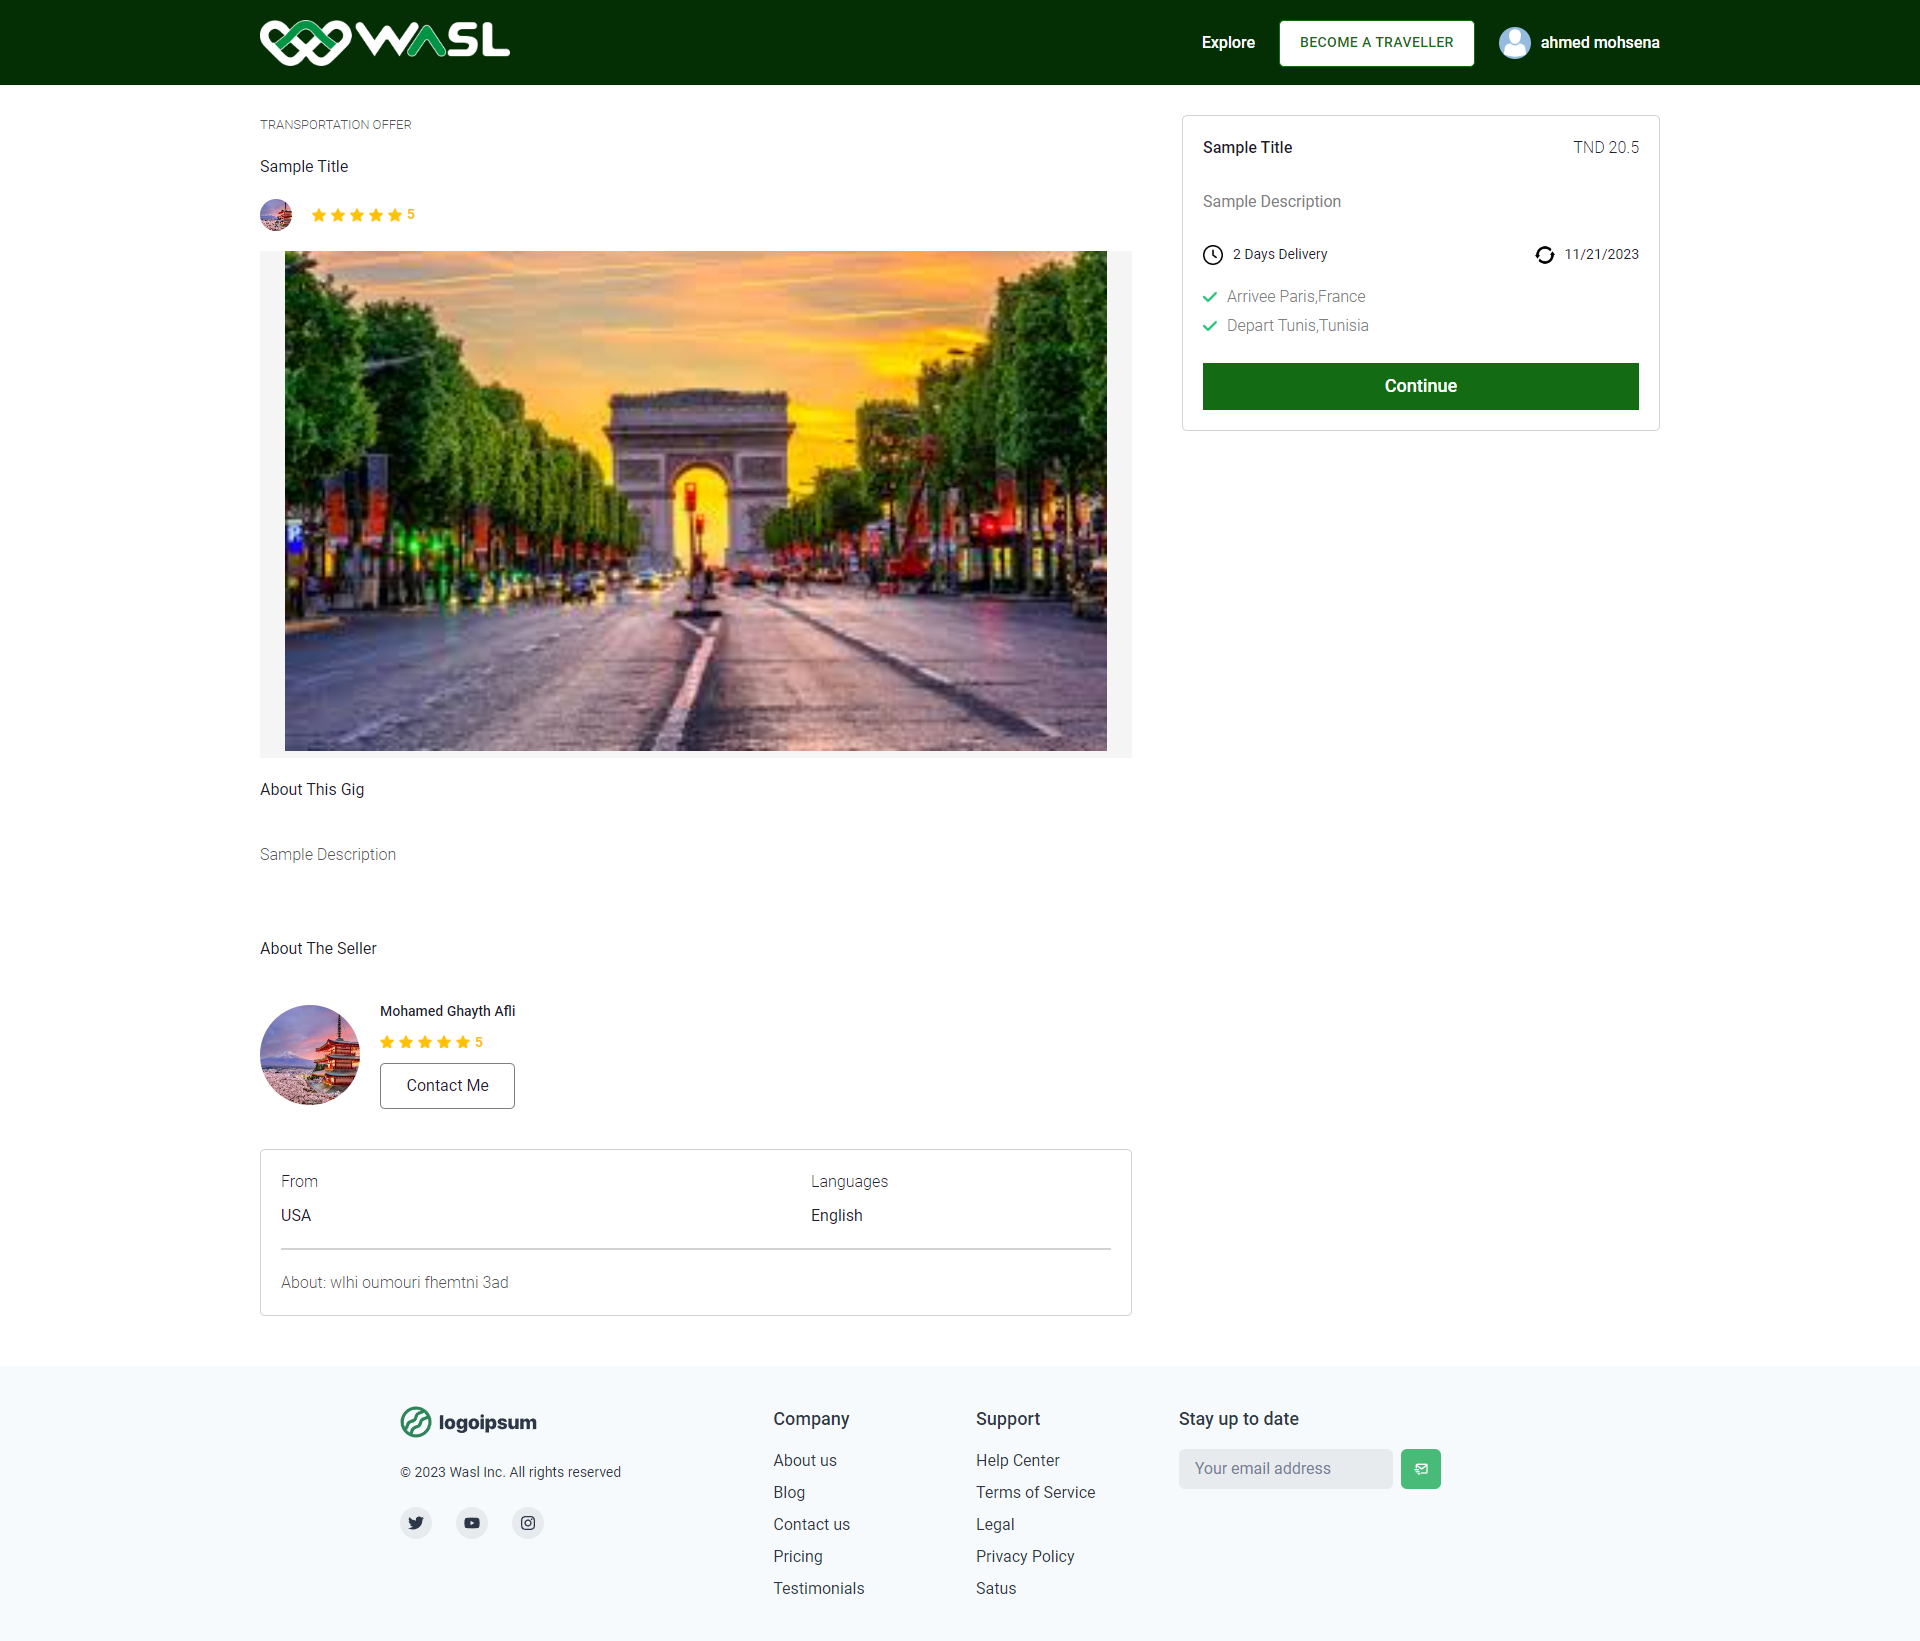 WASL
Explore
BECOME A TRAVELLER
ahmed mohsena
TRANSPORTATION OFFER
Sample Title
5
About This Gig
Sample Description
About The Seller
Mohamed Ghayth Afli
5
Contact Me
From
Languages
USA
English
About: wlhi oumouri fhemtni 3ad
Sample Title
TND 20.5
Sample Description
2 Days Delivery
11/21/2023
Arrivee Paris,France
Depart Tunis,Tunisia
Continue
logoipsum
© 2023 Wasl Inc. All rights reserved
Company
About us
Blog
Contact us
Pricing
Testimonials
Support
Help Center
Terms of Service
Legal
Privacy Policy
Satus
Stay up to date
Your email address